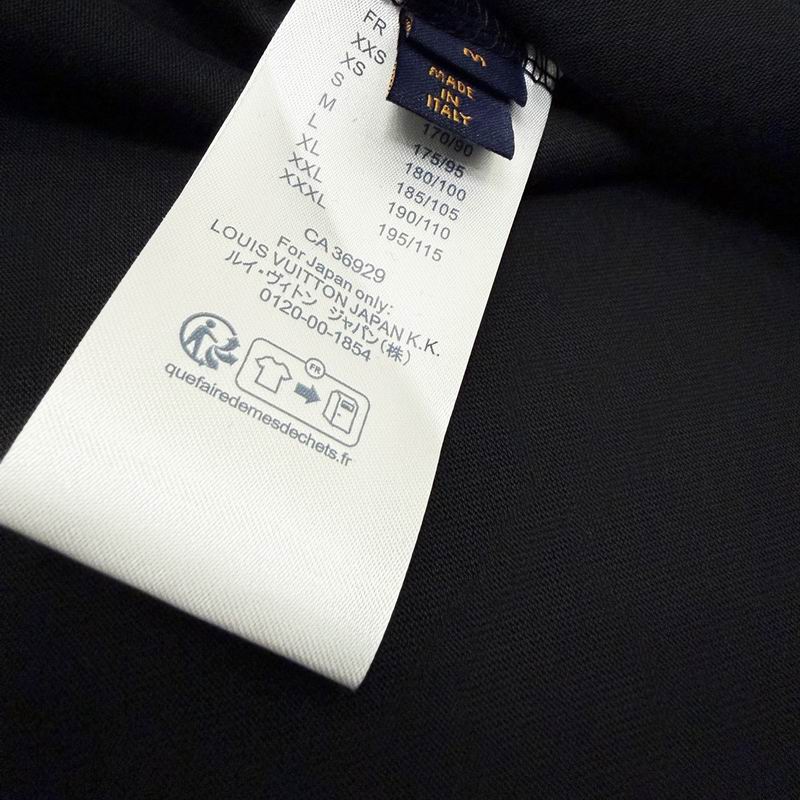 FR
XXS
XS
S
M
L
XL
XXL
XXXL
MADE
IN
ITALY
170/90
175/95
180/100
185/105
190/110
195/115
CA 36929
For Japan only:
LOUIS VUITTON JAPAN K.K.
ルイ・ヴィトン ジャパン(株)
0120-00-1854
FR
quefairedemesdechets.fr